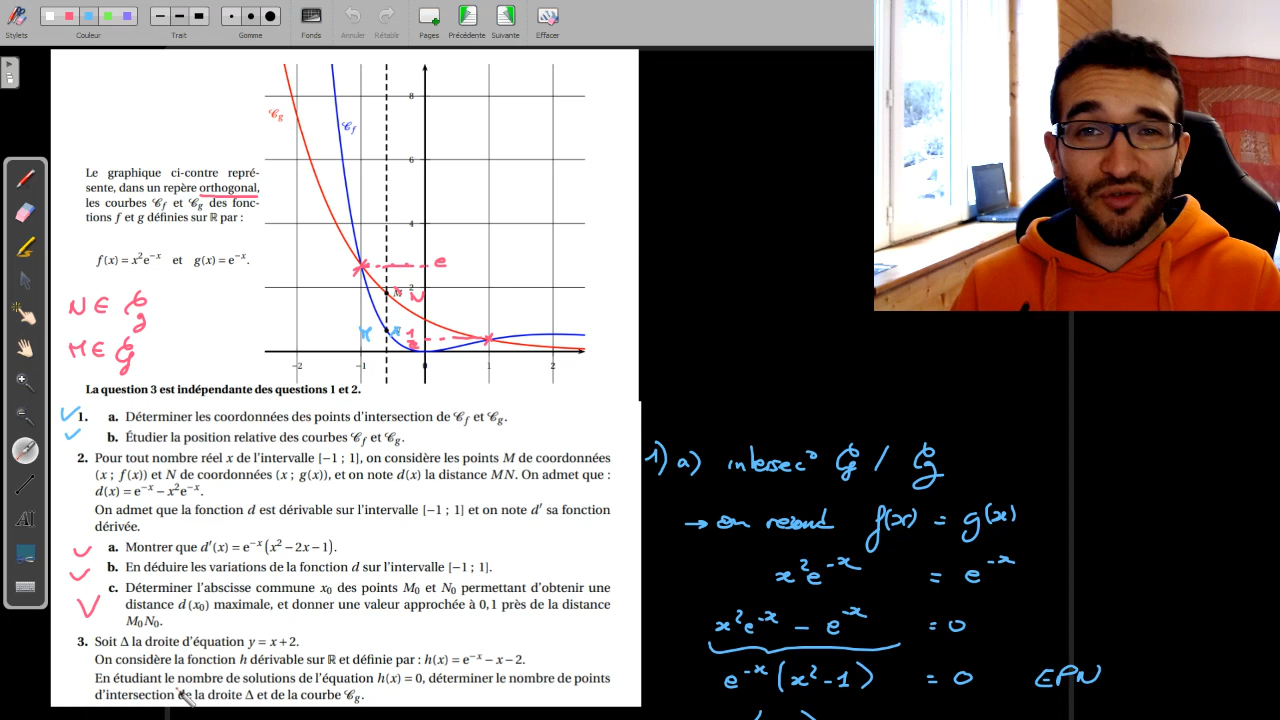 Stylets Couleur Trait Gomme Fonds Annuler Rétablir Pages Précédente Suivante Effacer
Le graphique ci-contre repré-
sente, dans un repère orthogonal,
les courbes 𝒞f et 𝒞g des fonc-
tions f et g définies sur ℝ par :
f(x) = x²e⁻ˣ et g(x) = e⁻ˣ.
N ∈ 𝒞g
𝒞g
𝒞f
8
6
4
2
e
N
−2 −1 0 1 2
La question 3 est indépendante des questions 1 et 2.
1. a. Déterminer les coordonnées des points d'intersection de 𝒞f et 𝒞g.
b. Étudier la position relative des courbes 𝒞f et 𝒞g.
2. Pour tout nombre réel x de l'intervalle [−1 ; 1], on considère les points M de coordonnées
(x ; f(x)) et N de coordonnées (x ; g(x)), et on note d(x) la distance MN. On admet que :
d(x) = e⁻ˣ − x²e⁻ˣ.
On admet que la fonction d est dérivable sur l'intervalle [−1 ; 1] et on note d′ sa fonction
dérivée.
a. Montrer que d′(x) = e⁻ˣ(x² − 2x − 1).
b. En déduire les variations de la fonction d sur l'intervalle [−1 ; 1].
c. Déterminer l'abscisse commune x₀ des points M₀ et N₀ permettant d'obtenir une
distance d(x₀) maximale, et donner une valeur approchée à 0,1 près de la distance
M₀N₀.
3. Soit Δ la droite d'équation y = x + 2.
On considère la fonction h dérivable sur ℝ et définie par : h(x) = e⁻ˣ − x − 2.
En étudiant le nombre de solutions de l'équation h(x) = 0, déterminer le nombre de points
d'intersection de la droite Δ et de la courbe 𝒞g.
1) a) intersec° 𝒞f / 𝒞g
→ on resoud f(x) = g(x)
x²e⁻ˣ = e⁻ˣ
x²e⁻ˣ − e⁻ˣ = 0
e⁻ˣ(x² − 1) = 0 EPN